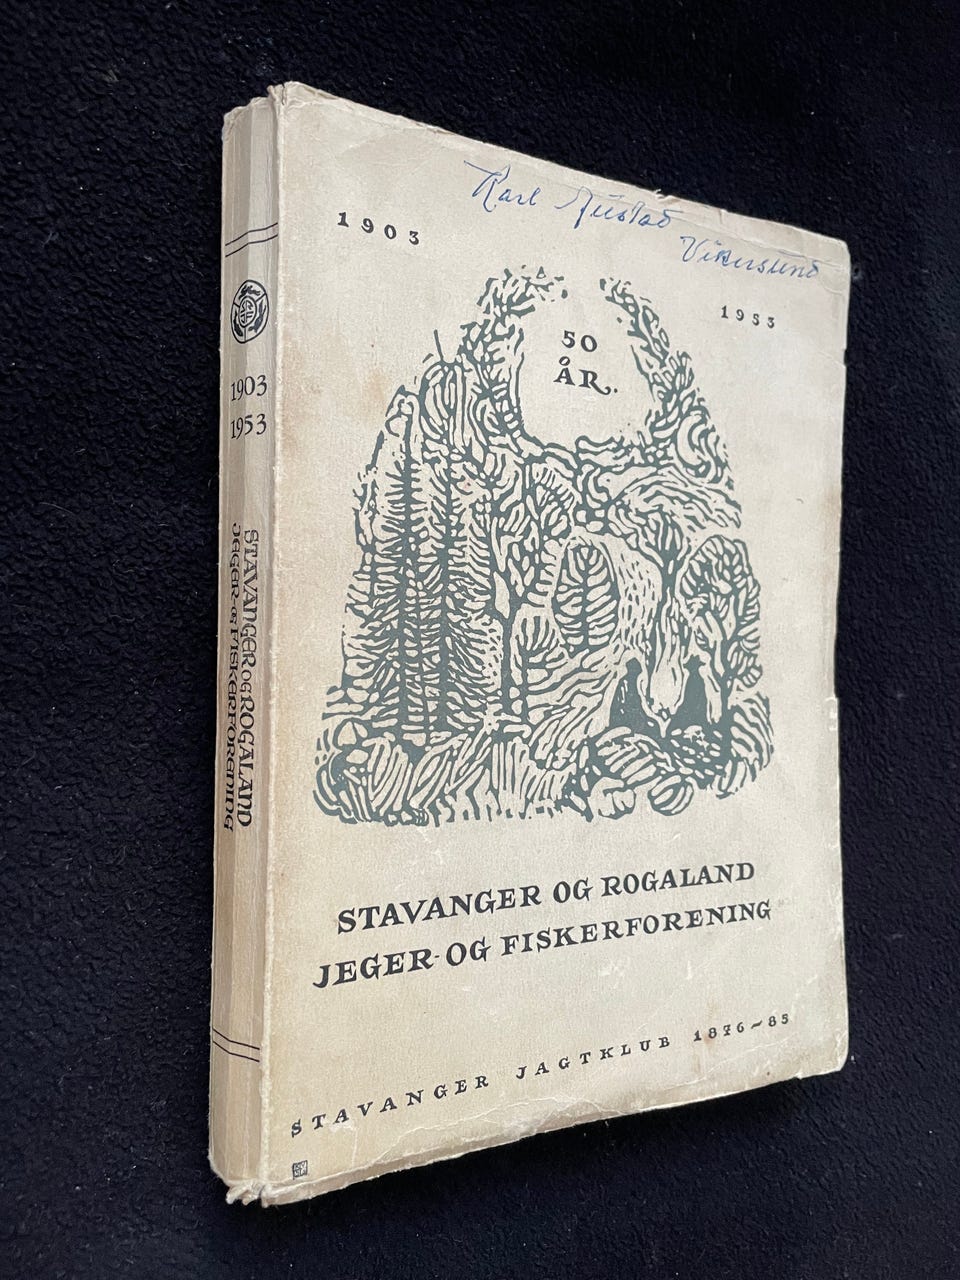 1903
1953
STAVANGER OG ROGALAND
JEGER- OG FISKERFORENING
Karl
Vikersund
1903
1953
50
ÅR.
STAVANGER OG ROGALAND
JEGER- OG FISKERFORENING
STAVANGER JAGTKLUB 1876-85